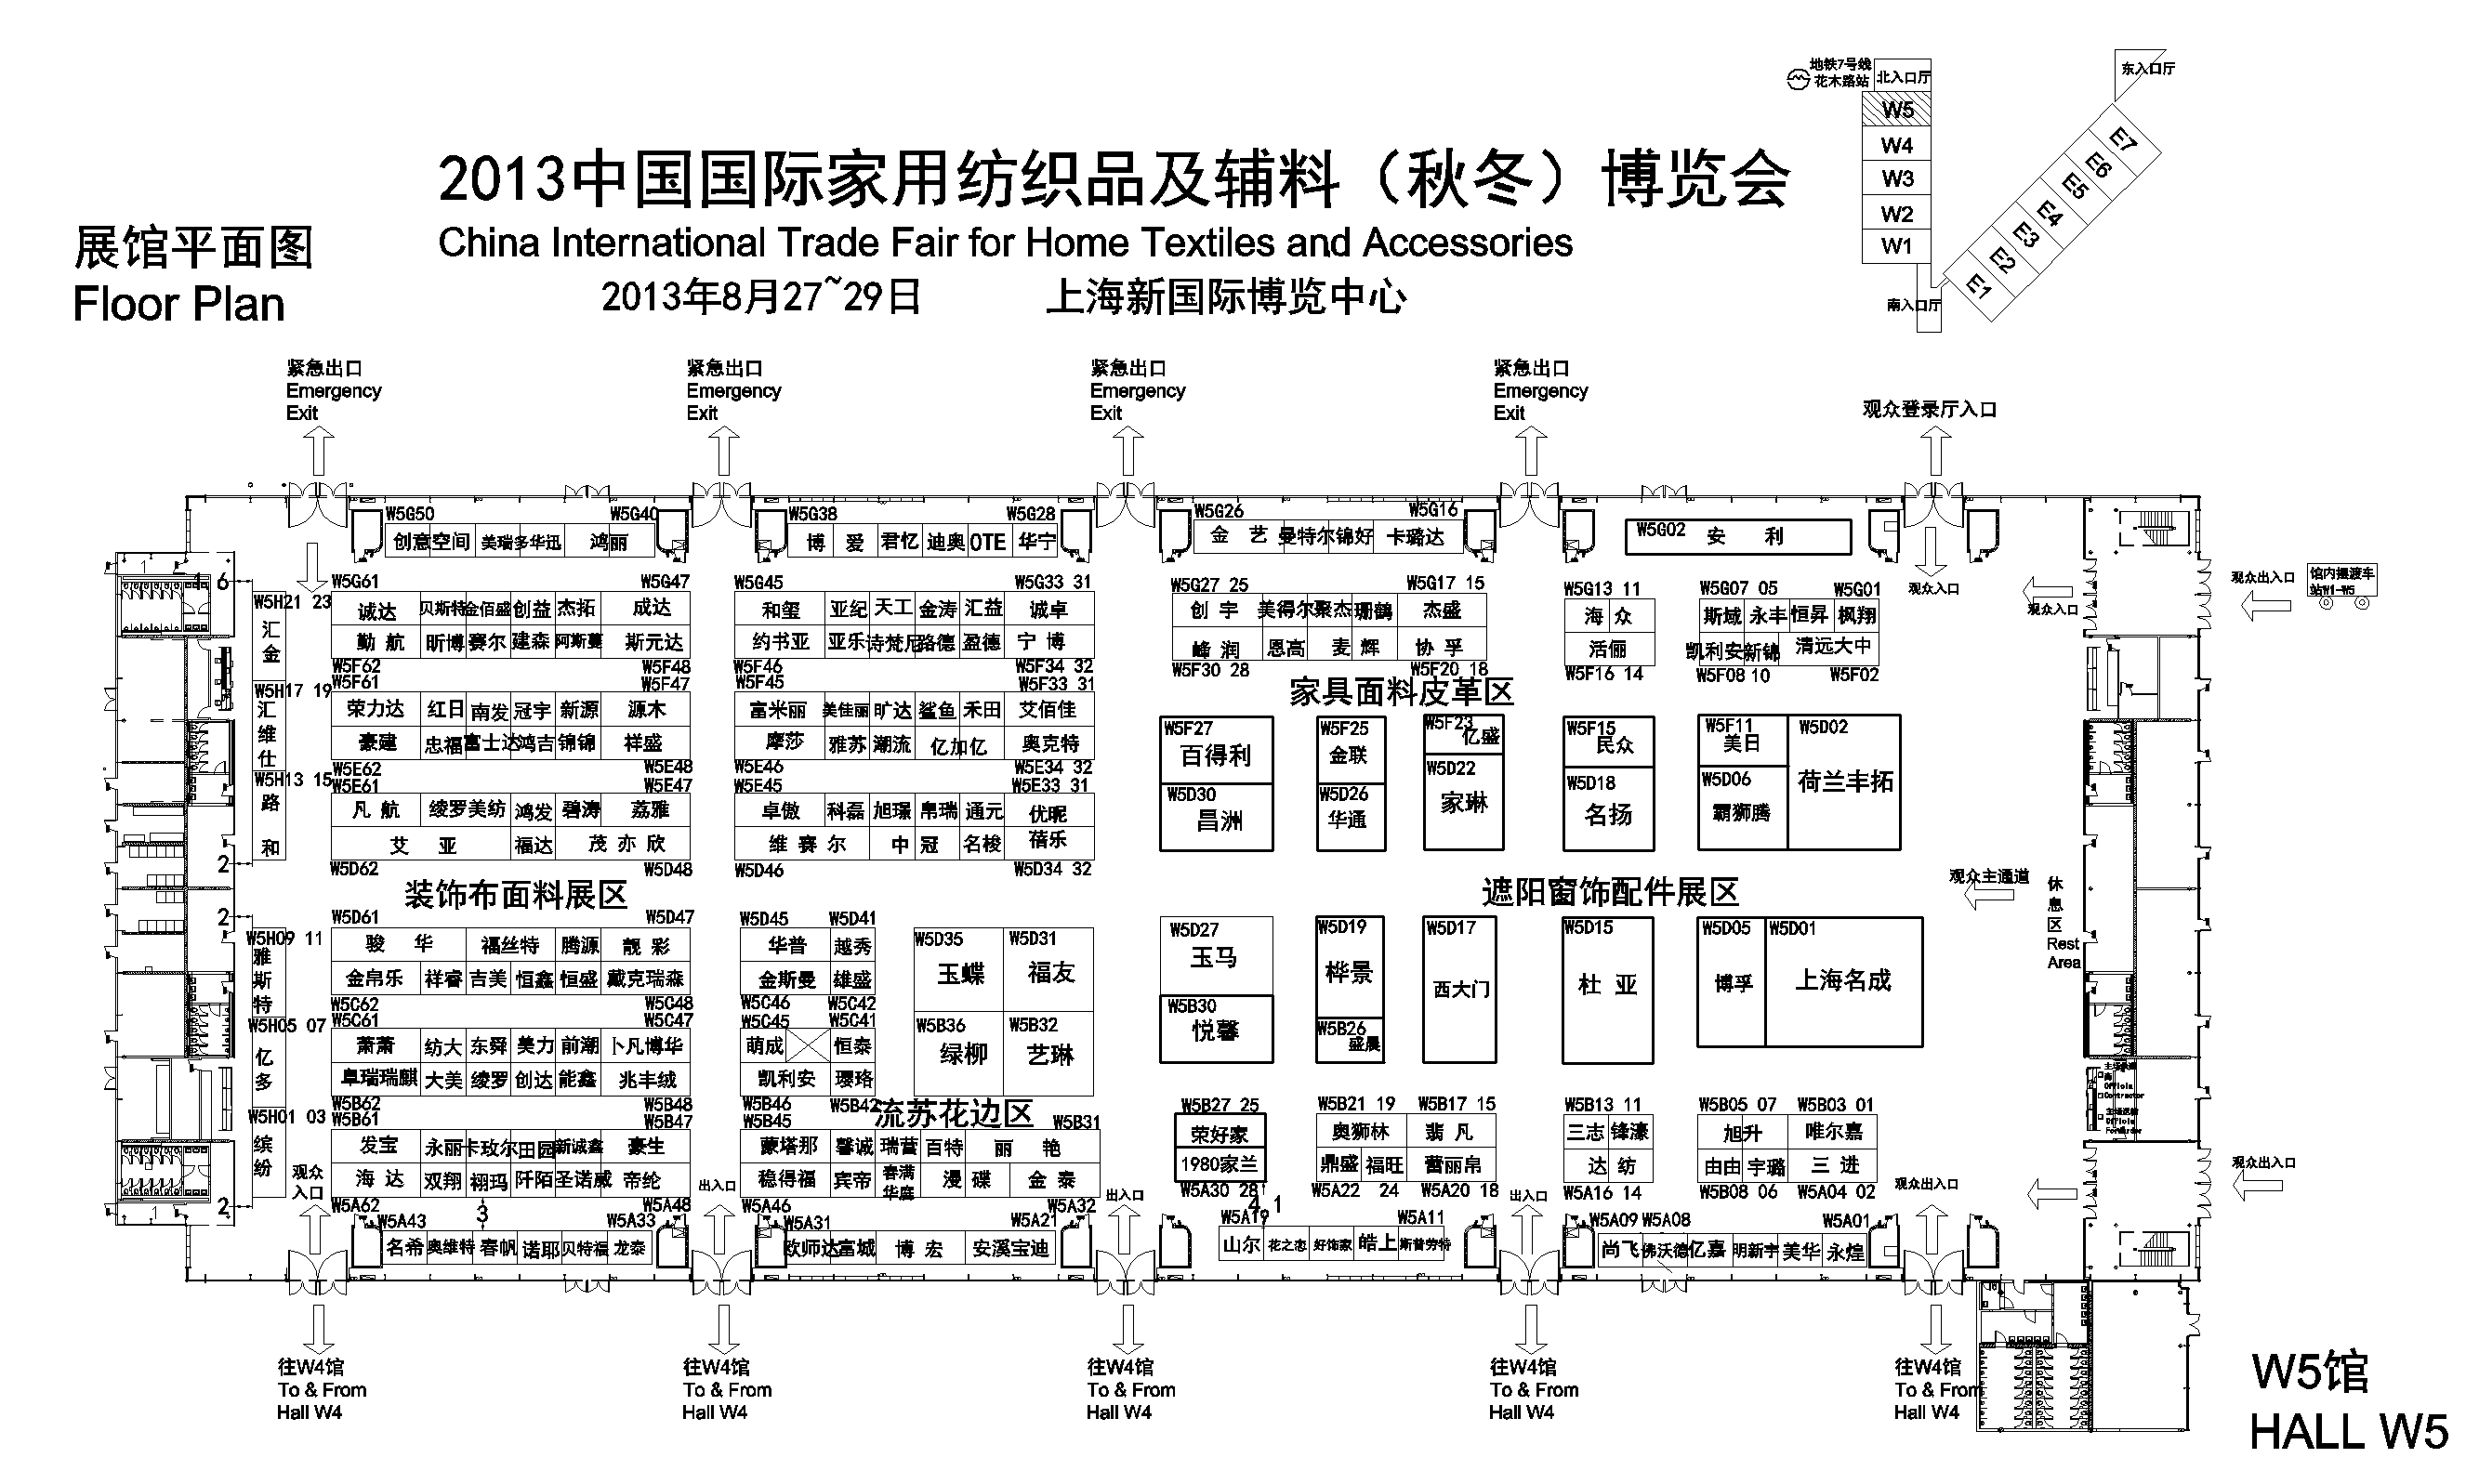 地铁7号线
花木路站
北入口厅
东入口厅
W5
W4
W3
W2
W1
E7
E6
E5
E4
E3
E2
E1
南入口厅
2013中国国际家用纺织品及辅料（秋冬）博览会
China International Trade Fair for Home Textiles and Accessories
2013年8月27~29日 上海新国际博览中心
展馆平面图
Floor Plan
紧急出口 紧急出口 紧急出口 紧急出口
Emergency Emergency Emergency Emergency
Exit Exit Exit Exit
观众登录厅入口
W5G50 W5G40 W5G38 W5G28 W5G26 W5G16 W5G02
创意空间 美瑞多华迅 鸿丽 博 爱 君忆 迪奥 OTE 华宁 金 艺 曼特尔锦好 卡璐达 安 利
W5G61 W5G47 W5G45 W5G33 31 W5G27 25 W5G17 15 W5G13 11 W5G07 05 W5G01
观众入口 观众入口 观众出入口 馆内摆渡车
站W1-W5
诚达 贝斯特金佰盛创益 杰拓 成达 和玺 亚纪 天工 金涛 汇益 诚卓 创 宇 美得尔聚杰珊鹤 杰盛 海 众 斯域 永丰 恒昇 枫翔
勤 航 昕博 赛尔 建森 阿斯蔓 斯元达 约书亚 亚乐 诗梵尼路德 盈德 宁 博 峰 润 恩高 麦 辉 协 孚 活俪 凯利安新锦 清远大中
W5F62 W5F48 W5F46 W5F34 32 W5F30 28 W5F20 18 W5F16 14 W5F08 10 W5F02
W5F61 W5F47 W5F45 W5F33 31
家具面料皮革区
荣力达 红日 南发 冠宇 新源 源木 富米丽 美佳丽 旷达 鲨鱼 禾田 艾佰佳
豪建 忠福富士达鸿吉 锦锦 祥盛 摩莎 雅苏 潮流 亿加亿 奥克特
W5F27 W5F25 W5F23 W5F15 W5F11 W5D02
百得利 金联 亿盛 民众 美日 荷兰丰拓
W5E62 W5E48 W5E46 W5E34 32
W5E61 W5E47 W5E45 W5E33 31
W5D30 W5D26 W5D22 W5D18 W5D06
昌洲 华通 家琳 名扬 霸狮腾
凡 航 绫罗美纺 鸿发 碧涛 荔雅 卓傲 科磊 旭璟 帛瑞 通元 优昵
艾 亚 福达 茂 亦 欣 维 赛 尔 中 冠 名梭 蓓乐
W5D62 W5D48 W5D46 W5D34 32
装饰布面料展区 遮阳窗饰配件展区
观众主通道
休
息
区
Rest
Area
W5H21 23
汇
金
W5H17 19
汇
维
仕
W5H13 15
路
和
W5H09 11
雅
斯
特
W5H05 07
亿
多
W5H01 03
缤
纷
1 6
2
2
2
1
W5D61 W5D47 W5D45 W5D41 W5D35 W5D31 W5D27 W5D19 W5D17 W5D15 W5D05 W5D01
骏 华 福丝特 腾源 靓 彩 华普 越秀
玉蝶 福友 玉马 桦景 西大门 杜 亚 博孚 上海名成
金帛乐 祥睿 吉美 恒鑫 恒盛 戴克瑞森 金斯曼 雄盛
W5C62 W5C48 W5C46 W5C42
W5C61 W5C47 W5C45 W5C41 W5B36 W5B32 W5B30 W5B26
绿柳 艺琳 悦馨 盛展
萧萧 纺大 东舜 美力 前潮 卜凡博华 萌成 恒泰
阜瑞瑞麒 大美 绫罗 创达 能鑫 兆丰绒 凯利安 璎珞
W5B62 W5B48 W5B46 W5B42 流苏花边区
W5B61 W5B47 W5B45 W5B31 W5B27 25 W5B21 19 W5B17 15 W5B13 11 W5B05 07 W5B03 01
发宝 永丽卡玫尔田园新诚鑫 豪生 蒙塔那 馨诚 瑞营 百特 丽 艳 荣好家 奥狮林 翡 凡 三志 锋濠 旭升 唯尔嘉
海 达 双翔 栩玛 阡陌圣诺威 帝纶 稳得福 宾帝 春满
华庭 漫 碟 金 泰 1980家兰 鼎盛 福旺 蕾丽帛 达 纺 由由 宇璐 三 进
观众
入口
出入口 出入口 出入口 观众出入口 观众出入口
W5A62 W5A48 W5A46 W5A32 W5A30 28 W5A22 24 W5A20 18 W5A16 14 W5B08 06 W5A04 02
3 4 1
W5A43 W5A33 W5A31 W5A21 W5A19 W5A11 W5A09 W5A08 W5A01
名希 奥维特 春帆 诺耶 贝特福 龙泰 欧师达富城 博 宏 安溪宝迪 山尔 花之恋 好饰家 皓上 斯普劳特 尚飞 佛沃德亿嘉 明新宇 美华 永煌
往W4馆 往W4馆 往W4馆 往W4馆 往W4馆
To & From To & From To & From To & From To & From
Hall W4 Hall W4 Hall W4 Hall W4 Hall W4
W5馆
HALL W5